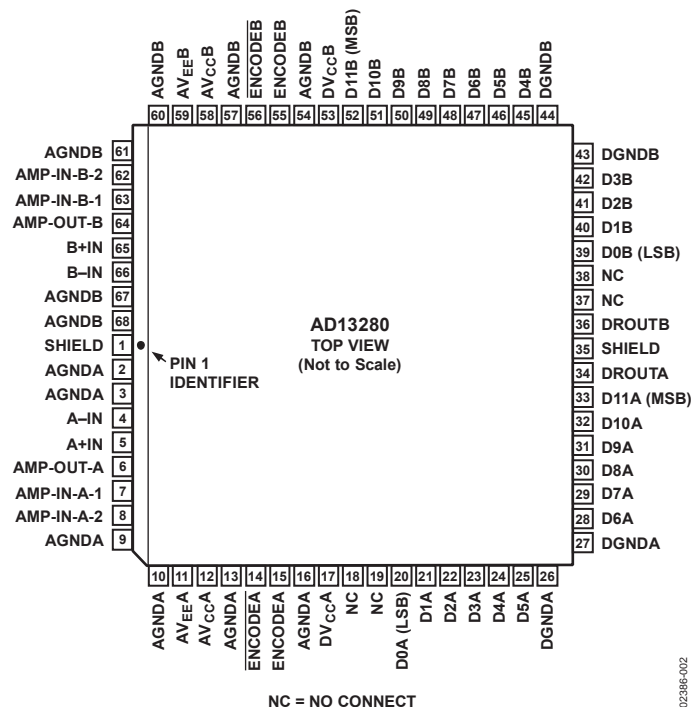 AGNDB
AVEEB
AVCCB
AGNDB
ENCODEB
ENCODEB
AGNDB
DVCCB
D11B (MSB)
D10B
D9B
D8B
D7B
D6B
D5B
D4B
DGNDB
60 59 58 57 56 55 54 53 52 51 50 49 48 47 46 45 44
AGNDB 61
AMP-IN-B-2 62
AMP-IN-B-1 63
AMP-OUT-B 64
B+IN 65
B–IN 66
AGNDB 67
AGNDB 68
SHIELD 1
AGNDA 2
AGNDA 3
A–IN 4
A+IN 5
AMP-OUT-A 6
AMP-IN-A-1 7
AMP-IN-A-2 8
AGNDA 9
PIN 1
IDENTIFIER
AD13280
TOP VIEW
(Not to Scale)
43 DGNDB
42 D3B
41 D2B
40 D1B
39 D0B (LSB)
38 NC
37 NC
36 DROUTB
35 SHIELD
34 DROUTA
33 D11A (MSB)
32 D10A
31 D9A
30 D8A
29 D7A
28 D6A
27 DGNDA
10 11 12 13 14 15 16 17 18 19 20 21 22 23 24 25 26
AGNDA
AVEEA
AVCCA
AGNDA
ENCODEA
ENCODEA
AGNDA
DVCCA
NC
NC
D0A (LSB)
D1A
D2A
D3A
D4A
D5A
DGNDA
NC = NO CONNECT
02386-002